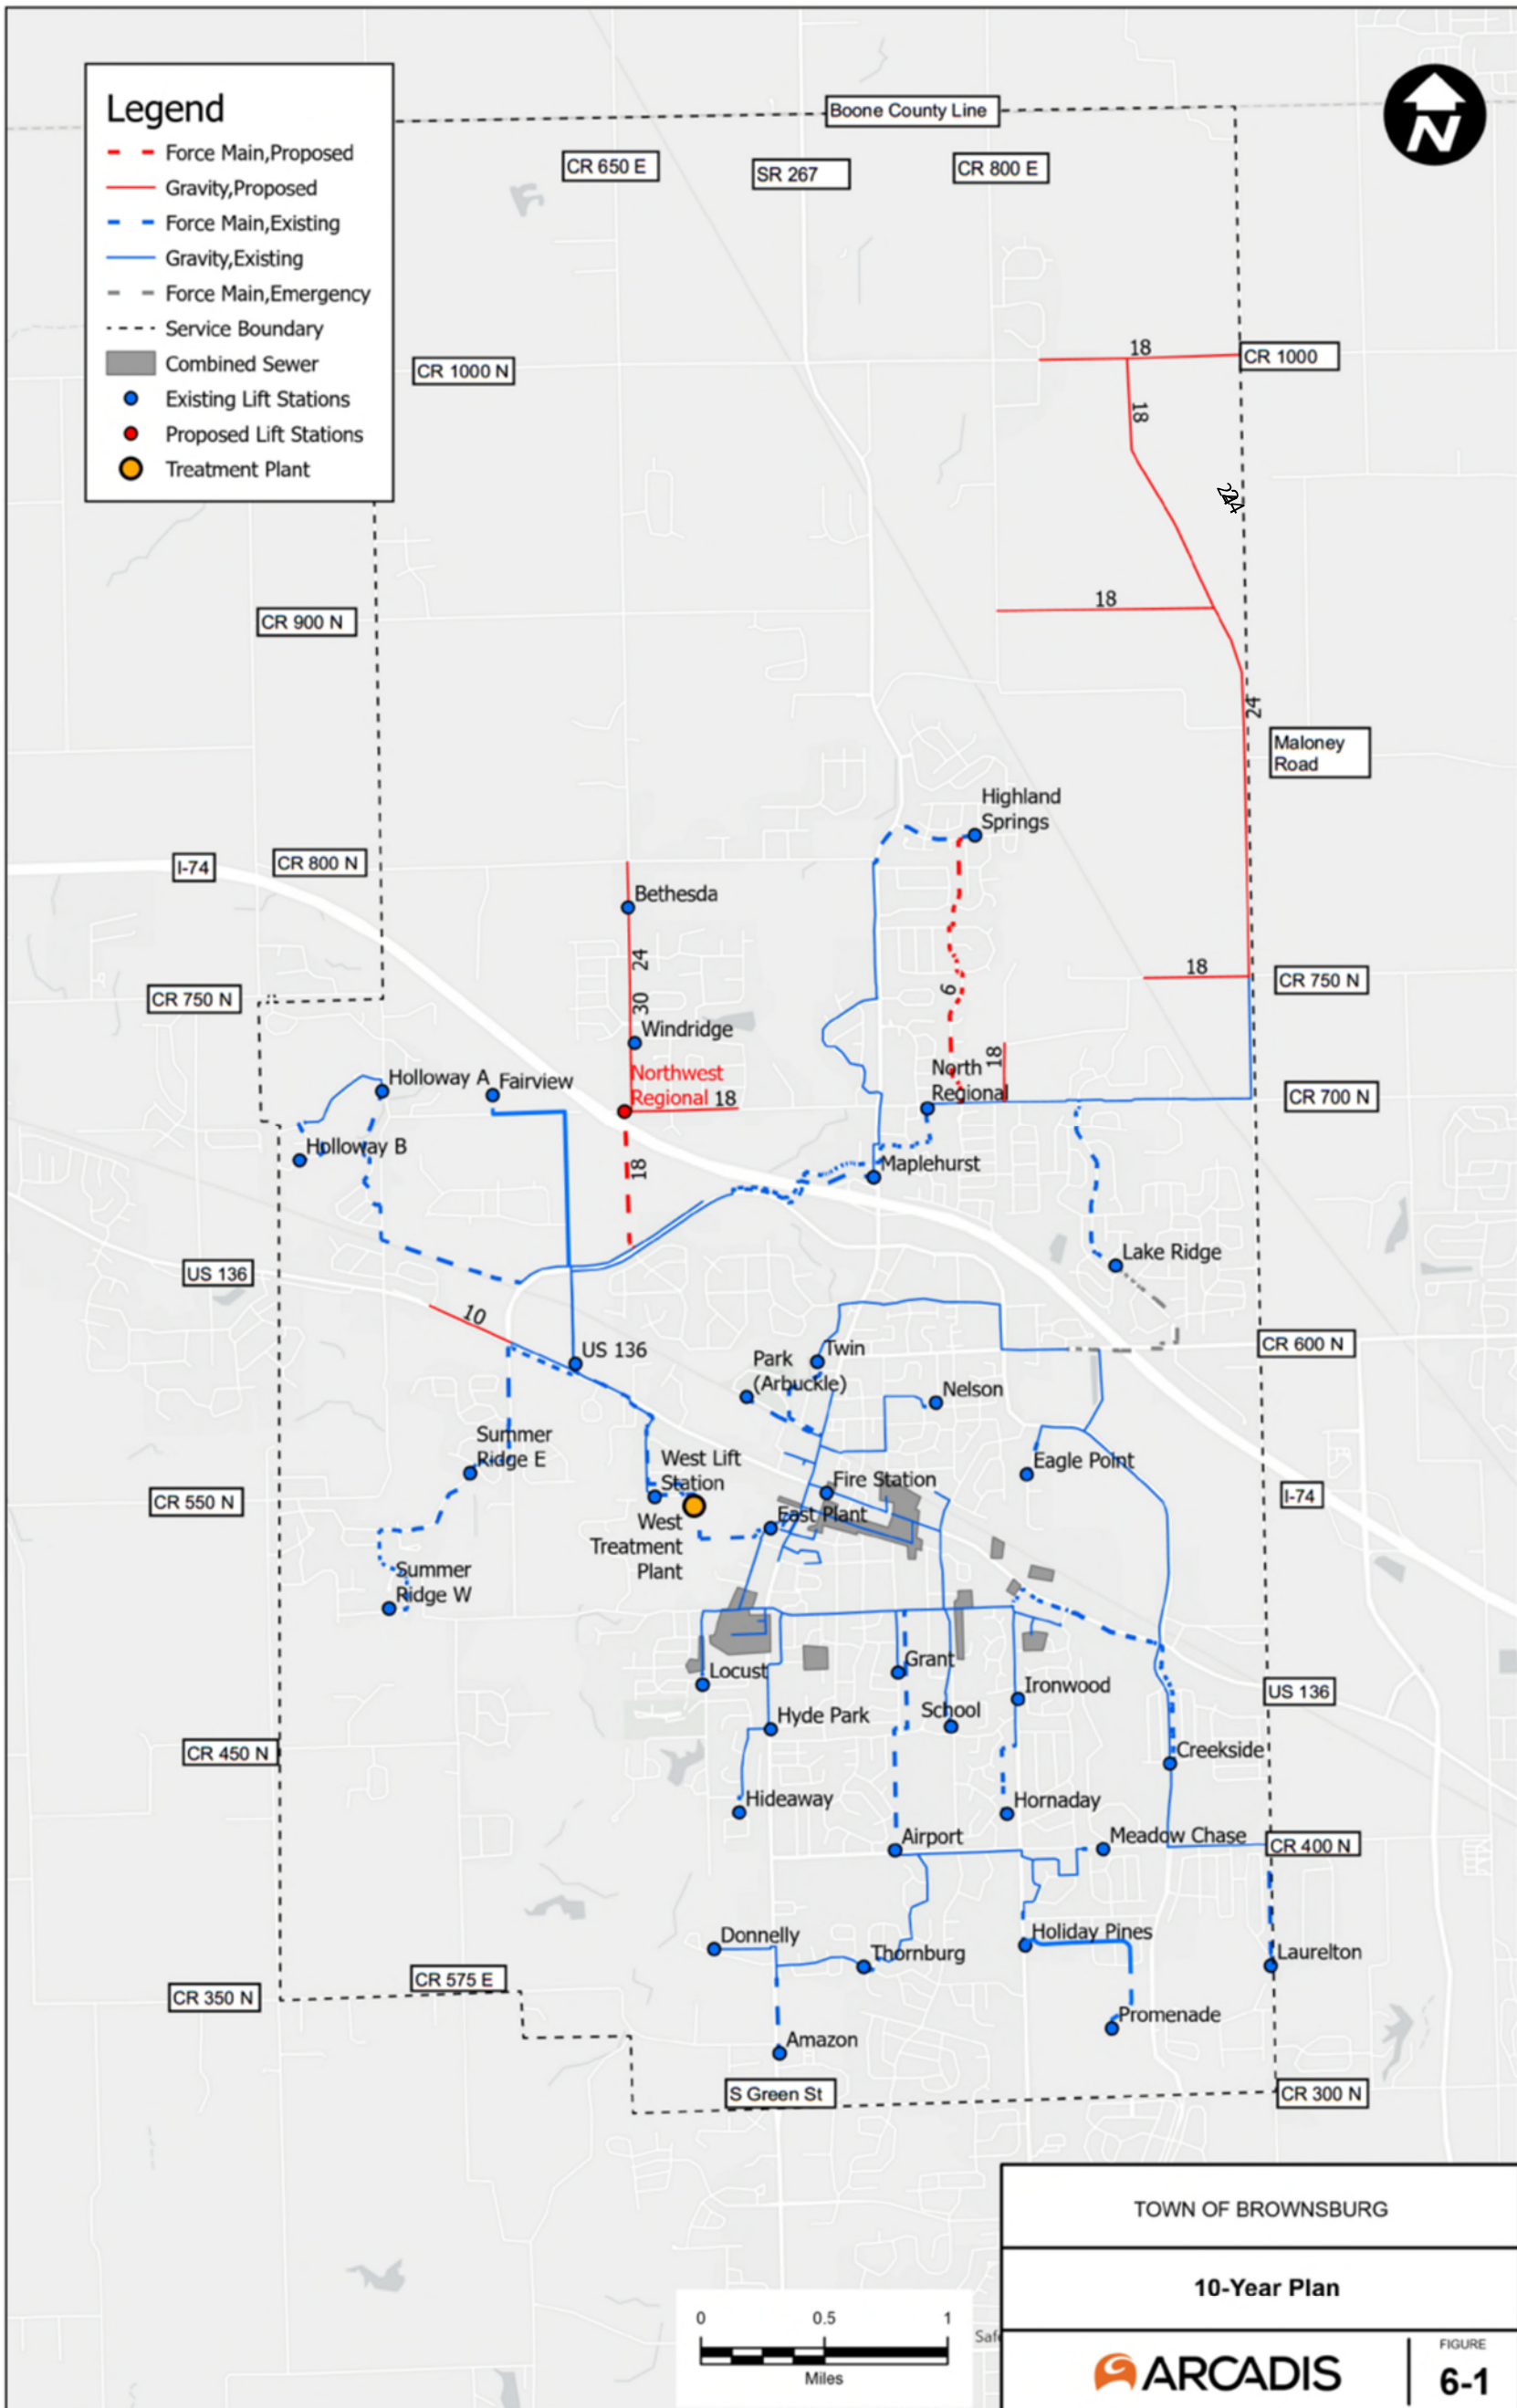 Legend
Force Main,Proposed
Gravity,Proposed
Force Main,Existing
Gravity,Existing
Force Main,Emergency
Service Boundary
Combined Sewer
Existing Lift Stations
Proposed Lift Stations
Treatment Plant
Boone County Line
N
CR 650 E
SR 267
CR 800 E
18
CR 1000
CR 1000 N
18
18
CR 900 N
24
Maloney
Road
Highland
Springs
I-74
CR 800 N
Bethesda
24
18
CR 750 N
CR 750 N
30
6
Windridge
18
Northwest
Regional
18
North
Regional
Holloway A
Fairview
CR 700 N
Holloway B
18
Maplehurst
US 136
Lake Ridge
10
US 136
CR 600 N
Twin
Park
(Arbuckle)
Nelson
Summer
Ridge E
West Lift
Station
Fire Station
Eagle Point
CR 550 N
I-74
East Plant
West
Treatment
Plant
Summer
Ridge W
Locust
Grant
Ironwood
US 136
Hyde Park
School
CR 450 N
Creekside
Hideaway
Hornaday
Airport
Meadow Chase
CR 400 N
Donnelly
Thornburg
Holiday Pines
Laurelton
CR 575 E
CR 350 N
Promenade
Amazon
S Green St
CR 300 N
TOWN OF BROWNSBURG
10-Year Plan
0
0.5
1
Miles
Safe
ARCADIS
FIGURE
6-1